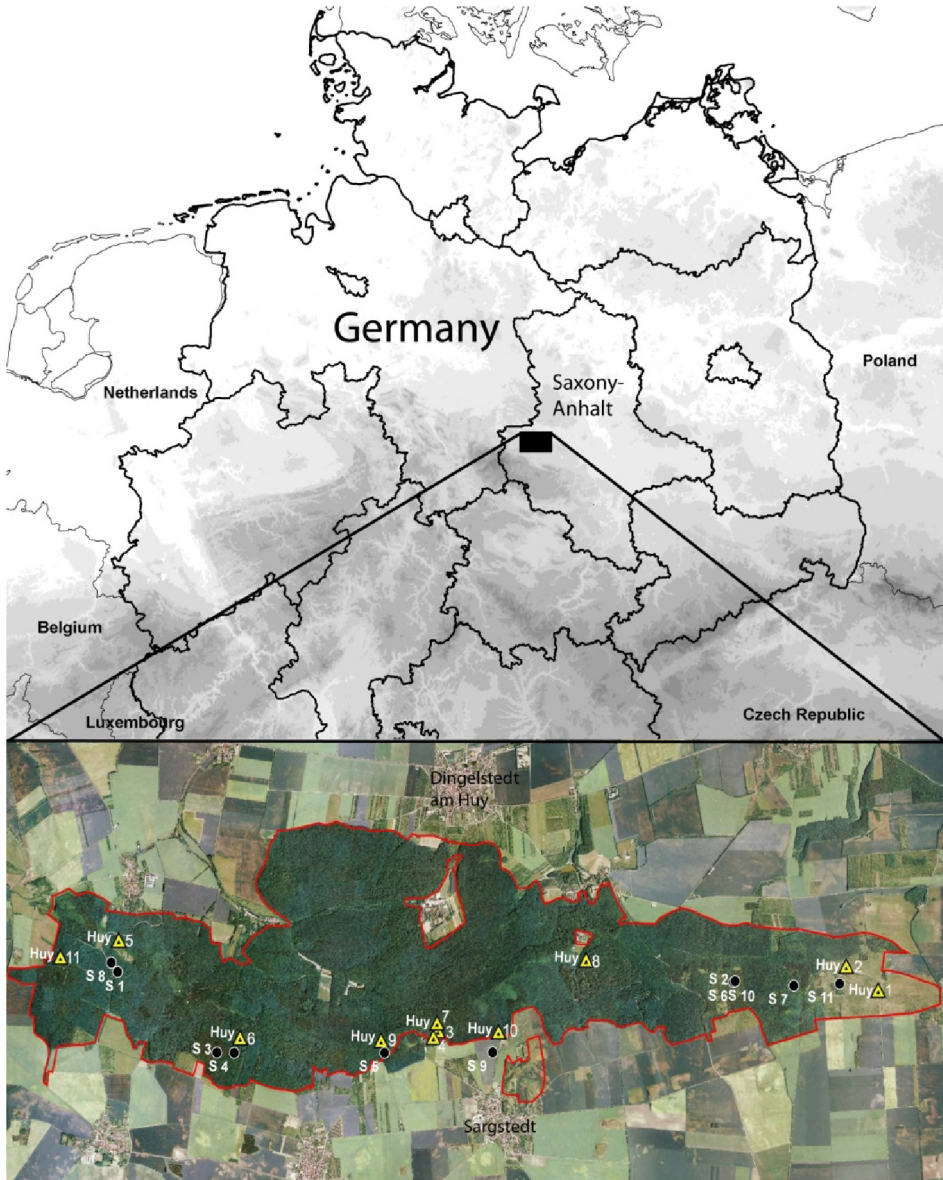 Germany
Saxony-
Anhalt
Poland
Netherlands
Belgium
Luxembourg
Czech Republic
Dingelstedt
am Huy
Huy 5
Huy 11
S 8
S 1
Huy 8
Huy 2
S 2
S 6 S 10
S 7
S 11
Huy 1
Huy 6
S 3
S 4
Huy 9
S 5
7
Huy 3
4
Huy 10
S 9
Sargstedt